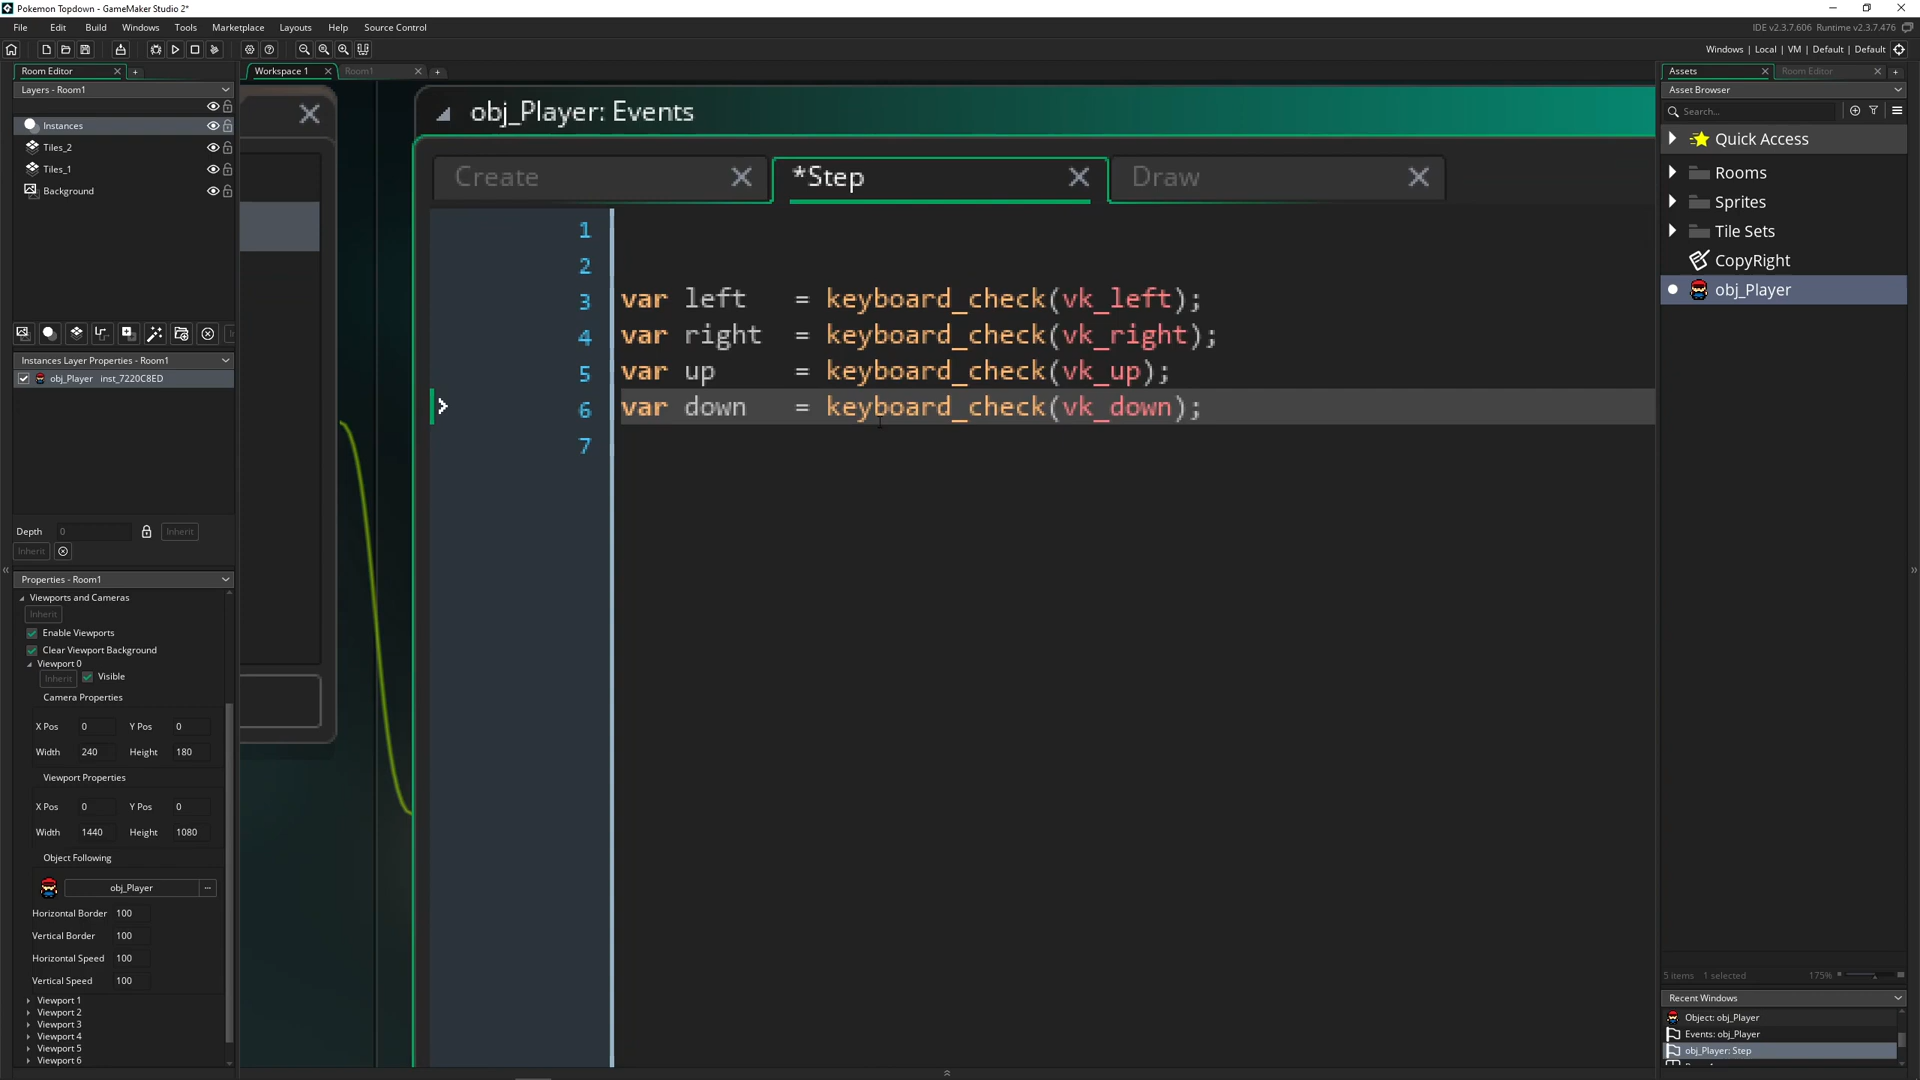 Pokemon Topdown - GameMaker Studio 2*
File Edit Build Windows Tools Marketplace Layouts Help Source Control
IDE v2.3.7.606 Runtime v2.3.7.476
Windows | Local | VM | Default | Default
Room Editor
Layers - Room1
Instances
Tiles_2
Tiles_1
Background
Instances Layer Properties - Room1
obj_Player inst_7220C8ED
Depth 0 Inherit
Inherit
Properties - Room1
Viewports and Cameras
Inherit
Enable Viewports
Clear Viewport Background
Viewport 0
Inherit Visible
Camera Properties
X Pos 0 Y Pos 0
Width 240 Height 180
Viewport Properties
X Pos 0 Y Pos 0
Width 1440 Height 1080
Object Following
obj_Player ...
Horizontal Border 100
Vertical Border 100
Horizontal Speed 100
Vertical Speed 100
Viewport 1
Viewport 2
Viewport 3
Viewport 4
Viewport 5
Viewport 6
Workspace 1 Room1
obj_Player: Events
Create *Step Draw
1
2
3 var left = keyboard_check(vk_left);
4 var right = keyboard_check(vk_right);
5 var up = keyboard_check(vk_up);
6 var down = keyboard_check(vk_down);
7
Assets Room Editor
Asset Browser
Search...
Quick Access
Rooms
Sprites
Tile Sets
CopyRight
obj_Player
5 items 1 selected 175%
Recent Windows
Object: obj_Player
Events: obj_Player
obj_Player: Step